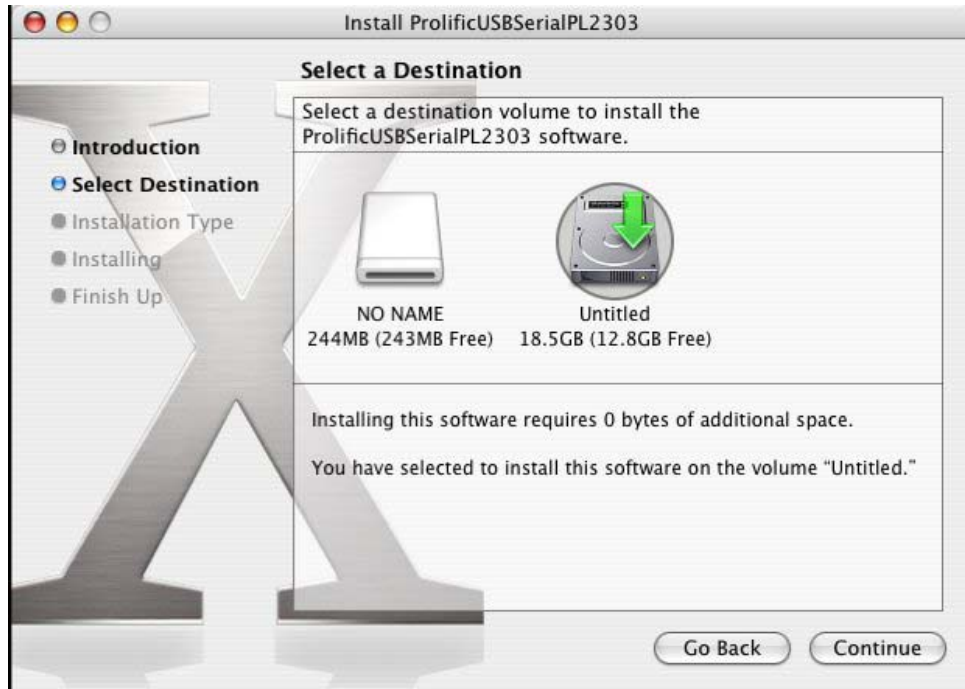 Install ProlificUSBSerialPL2303
Select a Destination
Introduction
Select Destination
Installation Type
Installing
Finish Up
Select a destination volume to install the
ProlificUSBSerialPL2303 software.
NO NAME
244MB (243MB Free)
Untitled
18.5GB (12.8GB Free)
Installing this software requires 0 bytes of additional space.
You have selected to install this software on the volume “Untitled.”
Go Back
Continue